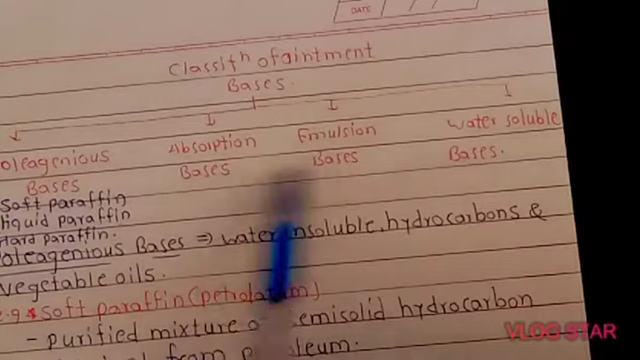 DATE
Classifn of aintment
Bases.
oleagenious Absorption Emulsion water soluble
Bases Bases Bases Bases.
soft paraffin
liquid paraffin
Hard paraffin.
oleagenious Bases ⇒ water insoluble, hydrocarbons &
vegetable oils.
e.g * soft paraffin (petrolatum)
- purified mixture semisolid hydrocarbon
from
VLOG STAR